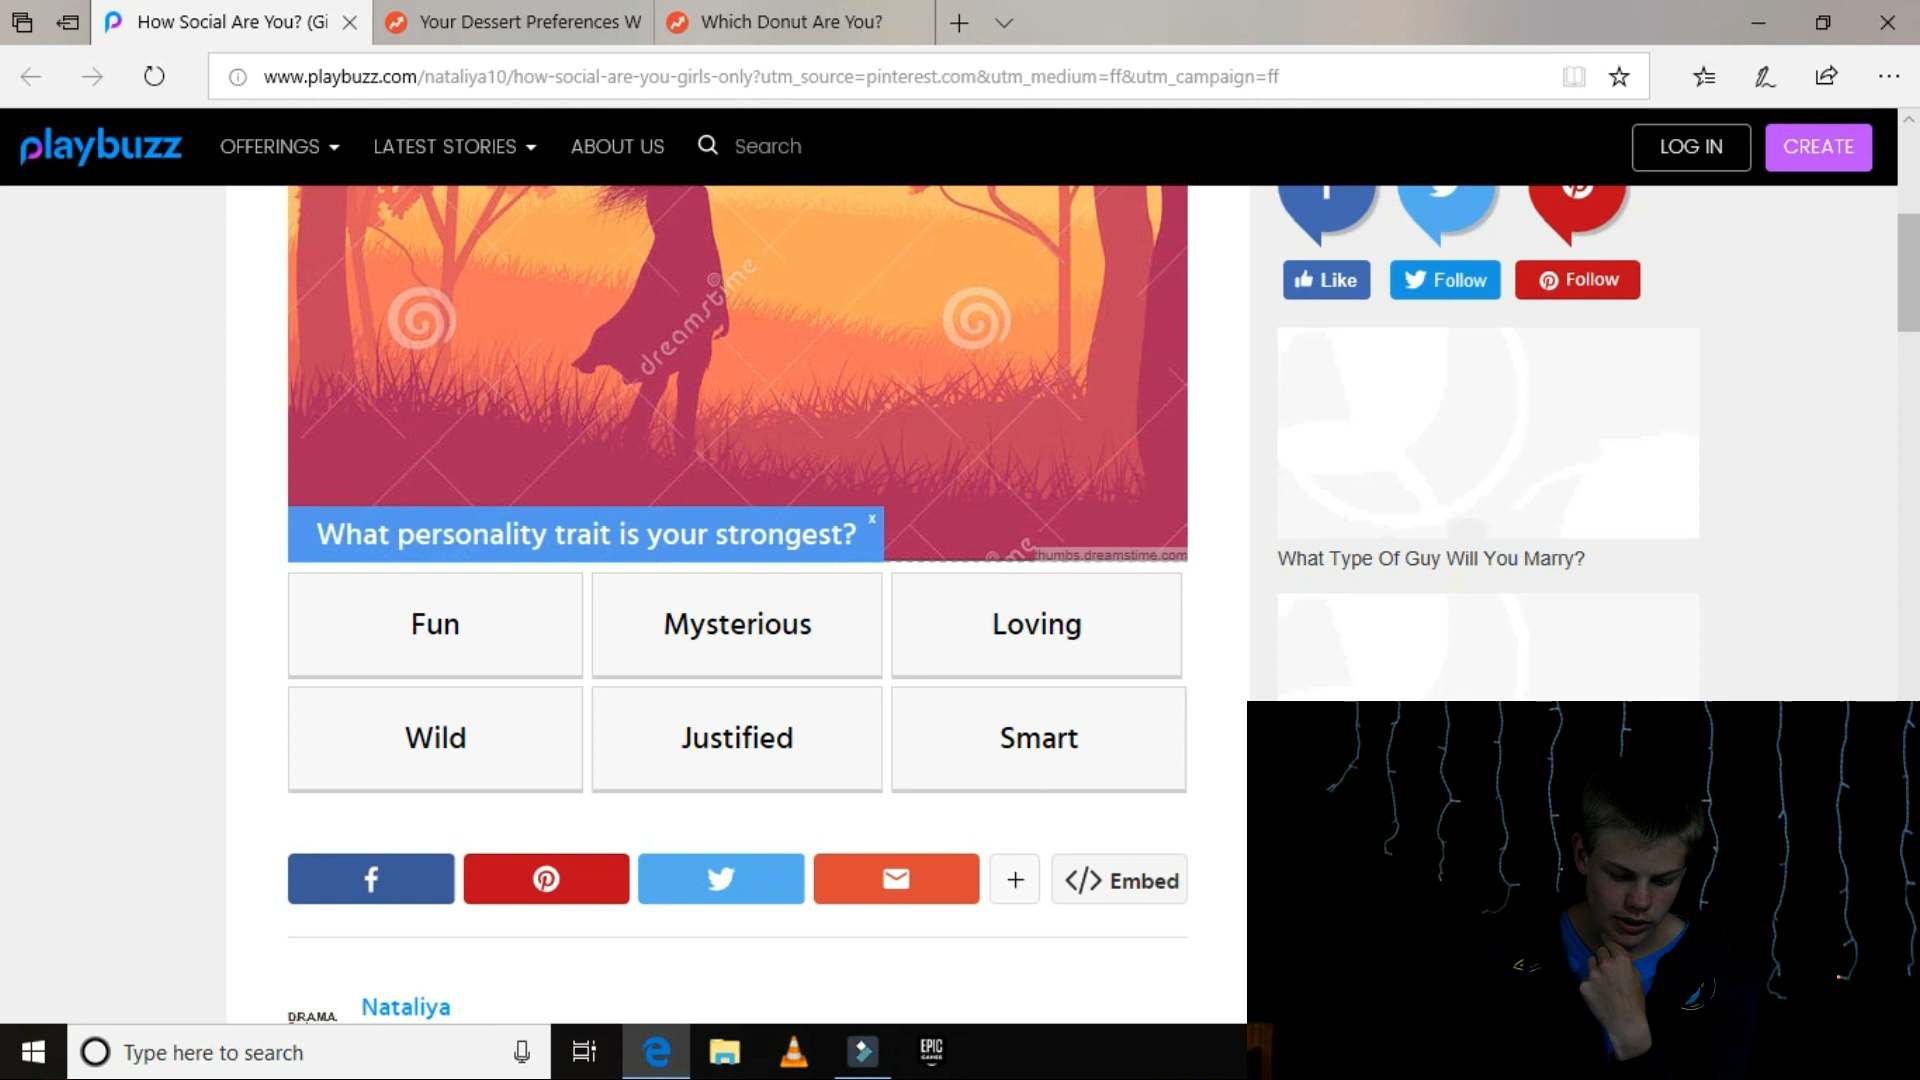 How Social Are You? (Gi
Your Dessert Preferences W
Which Donut Are You?
www.playbuzz.com/nataliya10/how-social-are-you-girls-only?utm_source=pinterest.com&utm_medium=ff&utm_campaign=ff
playbuzz
OFFERINGS
LATEST STORIES
ABOUT US
Search
LOG IN
CREATE
dreamstime
Like
Follow
Follow
What personality trait is your strongest?
x
thumbs.dreamstime.com
What Type Of Guy Will You Marry?
Fun
Mysterious
Loving
Wild
Justified
Smart
</> Embed
DRAMA
Nataliya
Type here to search
EPIC
GAMES